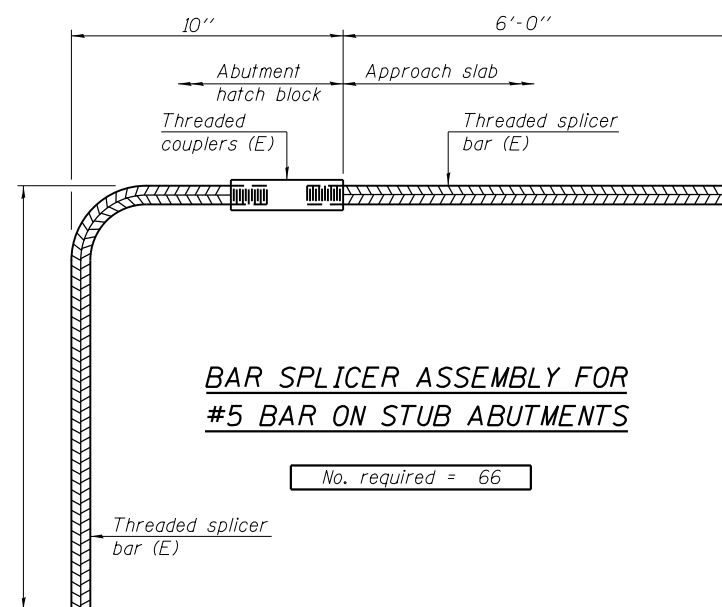 10"
6'-0"
Abutment
hatch block
Approach slab
Threaded
couplers (E)
Threaded splicer
bar (E)
BAR SPLICER ASSEMBLY FOR
#5 BAR ON STUB ABUTMENTS
No. required = 66
Threaded splicer
bar (E)